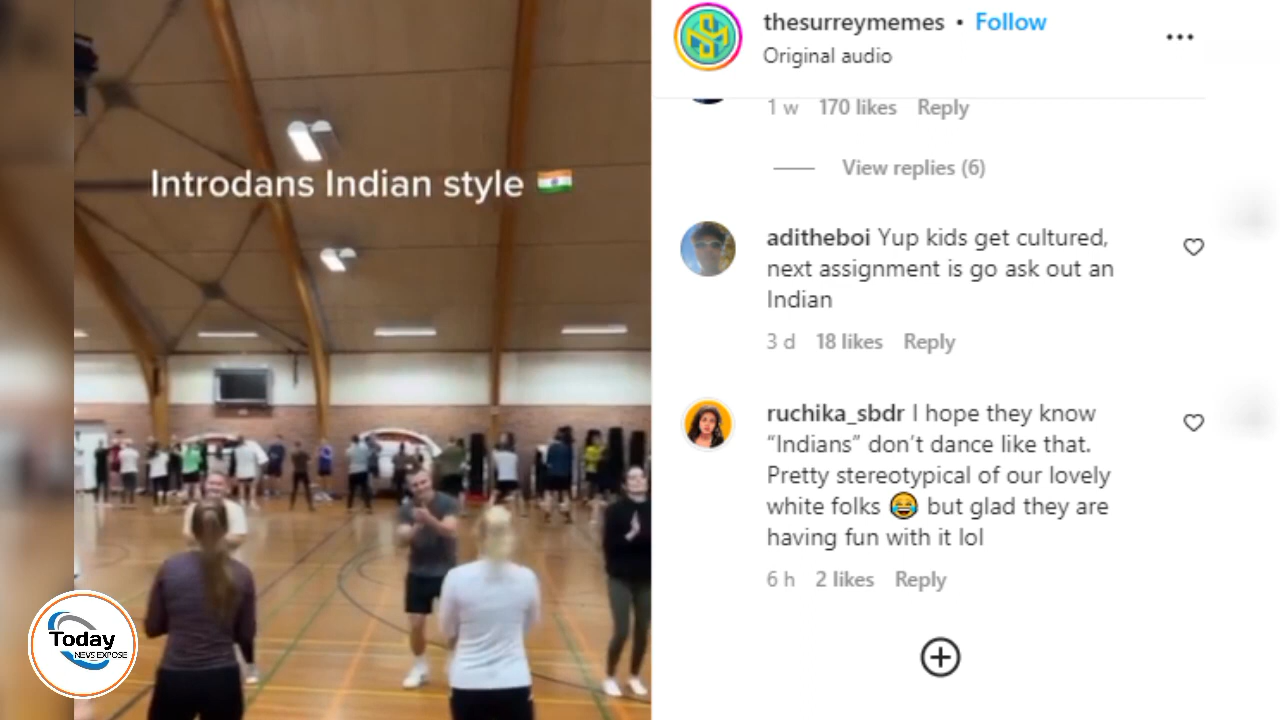 Introdans Indian style 🇮🇳
Today
NEWS EXPOSE
thesurreymemes • Follow
Original audio
1 w 170 likes Reply
View replies (6)
aditheboi Yup kids get cultured,
next assignment is go ask out an
Indian
3 d 18 likes Reply
ruchika_sbdr I hope they know
“Indians” don’t dance like that.
Pretty stereotypical of our lovely
white folks 😂 but glad they are
having fun with it lol
6 h 2 likes Reply